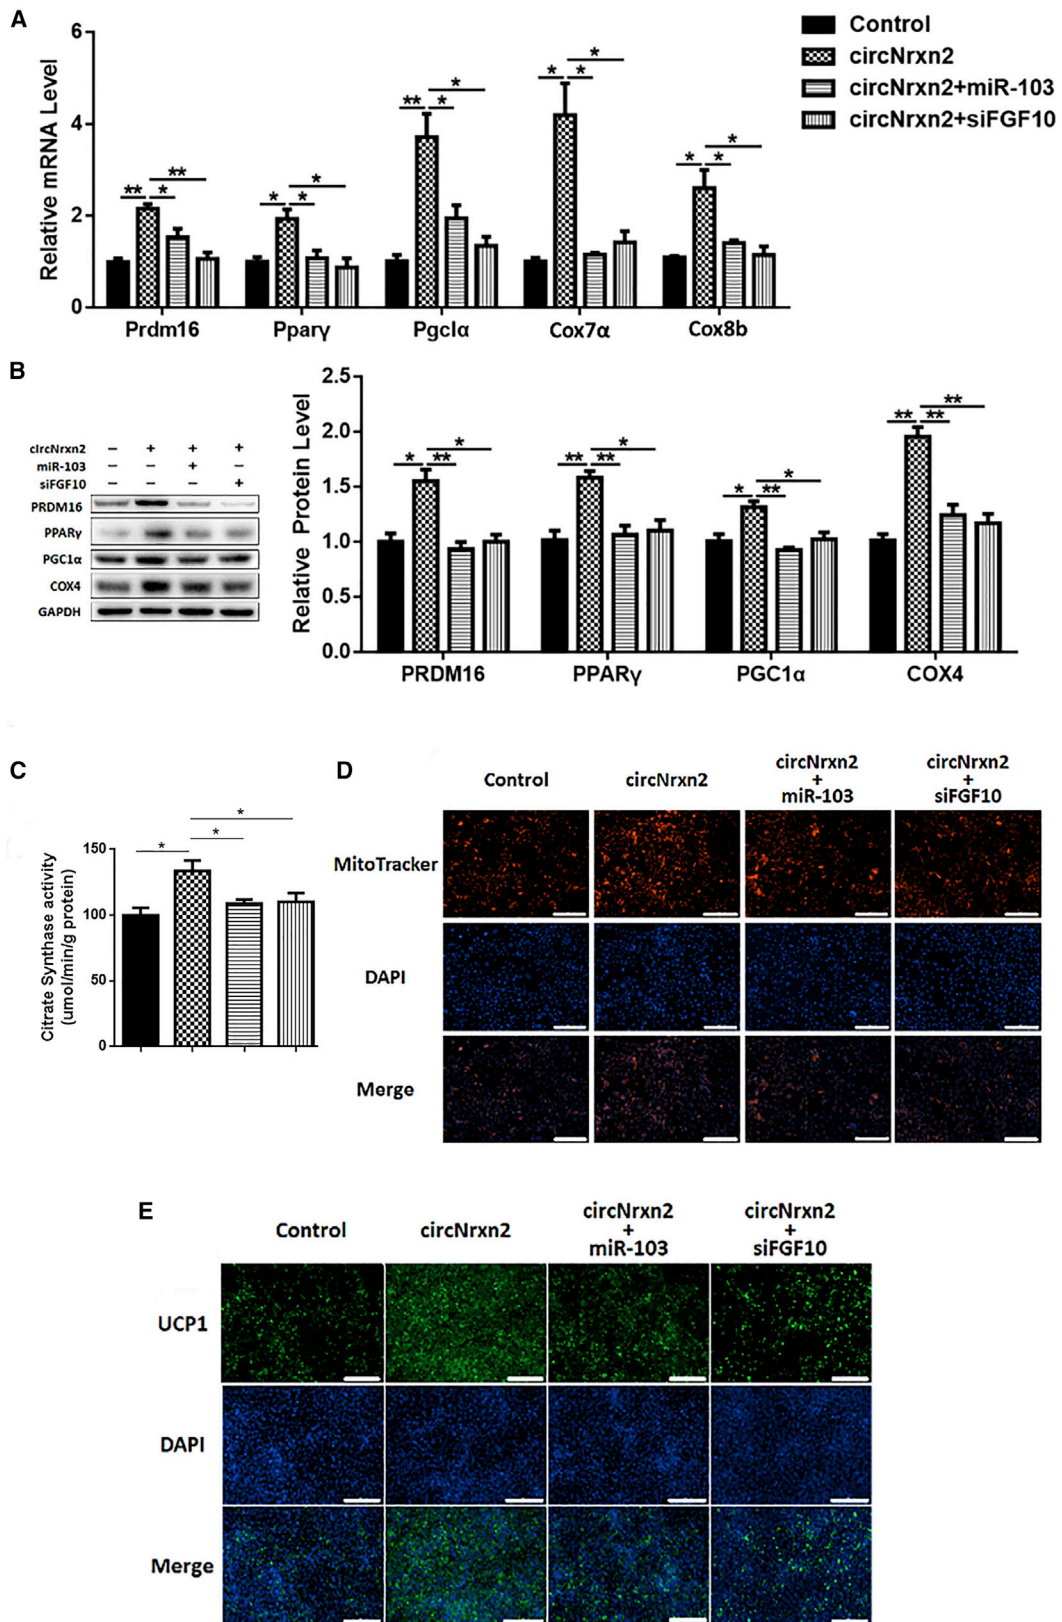 A
Relative mRNA Level
6
4
2
0
** * **
* * *
** * *
* * *
* * *
Prdm16 Pparγ Pgclα Cox7α Cox8b
Control
circNrxn2
circNrxn2+miR-103
circNrxn2+siFGF10
B
circNrxn2 − + + +
miR-103 − − + −
siFGF10 − − − +
PRDM16
PPARγ
PGC1α
COX4
GAPDH
Relative Protein Level
2.5
2.0
1.5
1.0
0.5
0.0
* ** *
** ** *
* ** *
** ** **
PRDM16 PPARγ PGC1α COX4
C
Citrate Synthase activity
(umol/min/g protein)
150
100
50
0
* * *
D
Control circNrxn2 circNrxn2 + miR-103 circNrxn2 + siFGF10
MitoTracker
DAPI
Merge
E
Control circNrxn2 circNrxn2 + miR-103 circNrxn2 + siFGF10
UCP1
DAPI
Merge